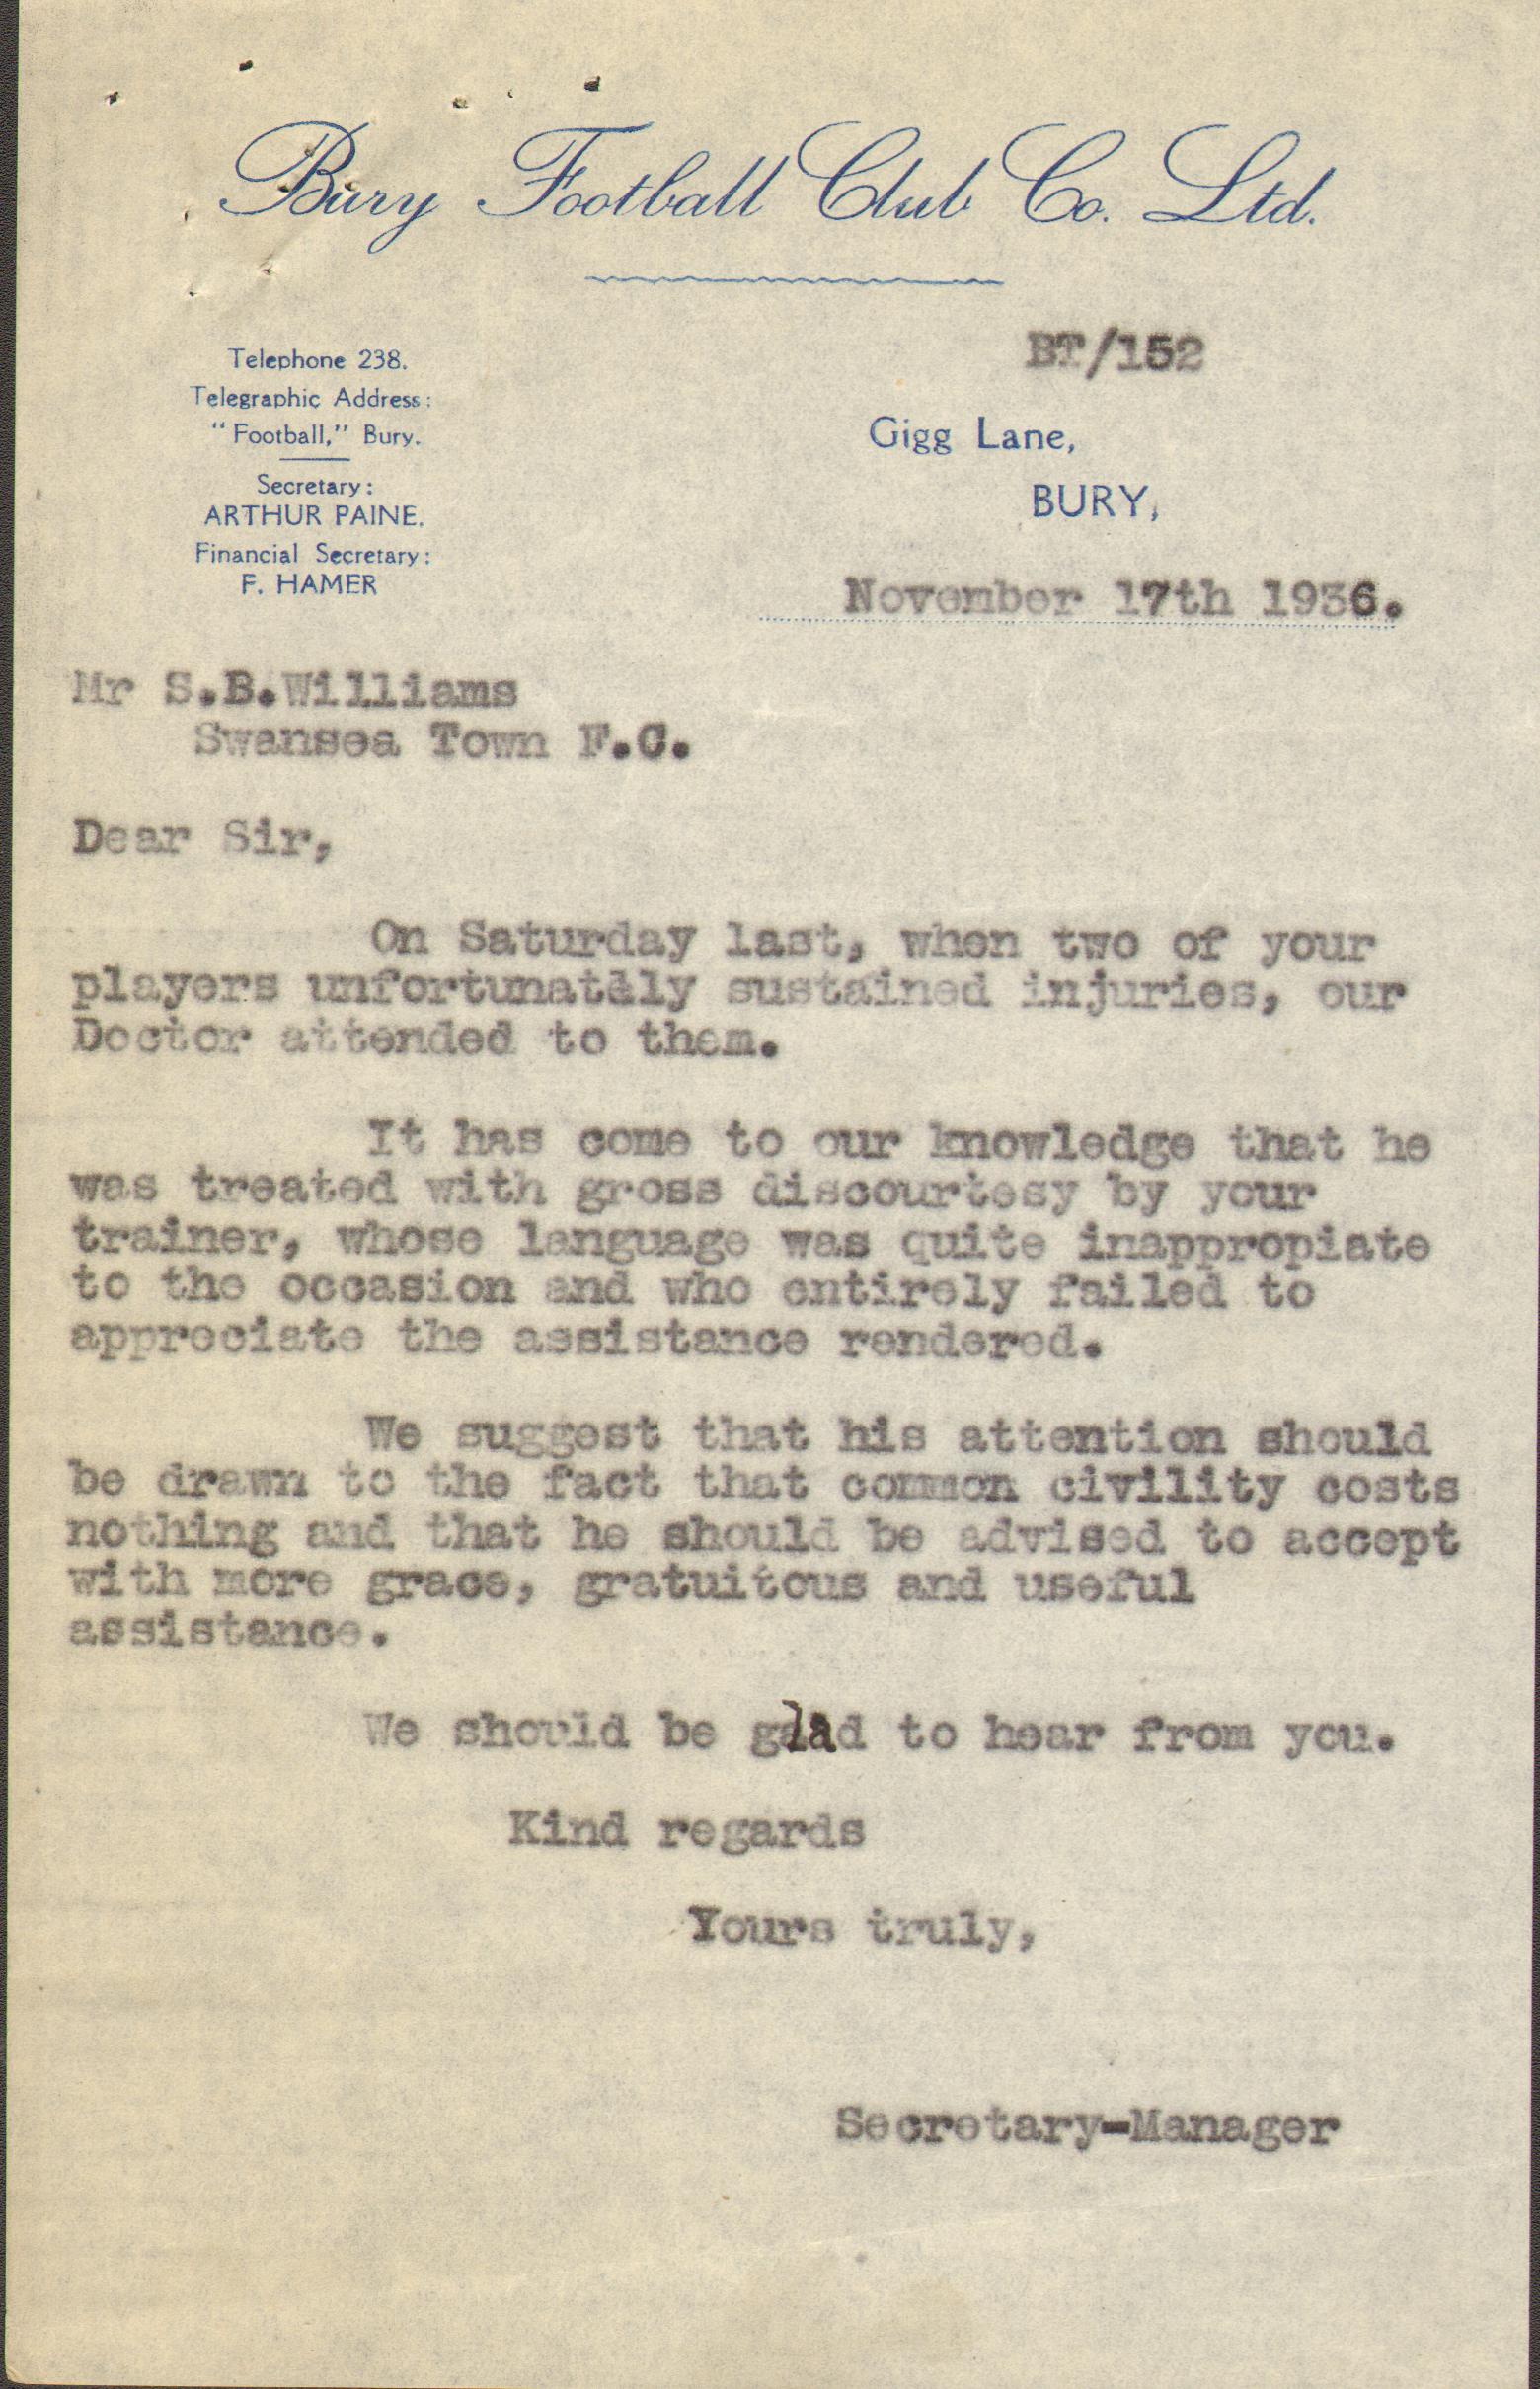 Bury Football Club Co. Ltd.
BT/152
Telephone 238.
Telegraphic Address:
"Football," Bury.
Secretary:
ARTHUR PAINE.
Financial Secretary:
F. HAMER
Gigg Lane,
BURY,
November 17th 1936.
Mr S.B.Williams
Swansea Town F.C.
Dear Sir,
On Saturday last, when two of your
players unfortunatély sustained injuries, our
Doctor attended to them.
It has come to our knowledge that he
was treated with gross discourtesy by your
trainer, whose language was quite inappropiate
to the occasion and who entirely failed to
appreciate the assistance rendered.
We suggest that his attention should
be drawn to the fact that common civility costs
nothing and that he should be advised to accept
with more grace, gratuitous and useful
assistance.
We should be glad to hear from you.
Kind regards
Yours truly,
Secretary-Manager